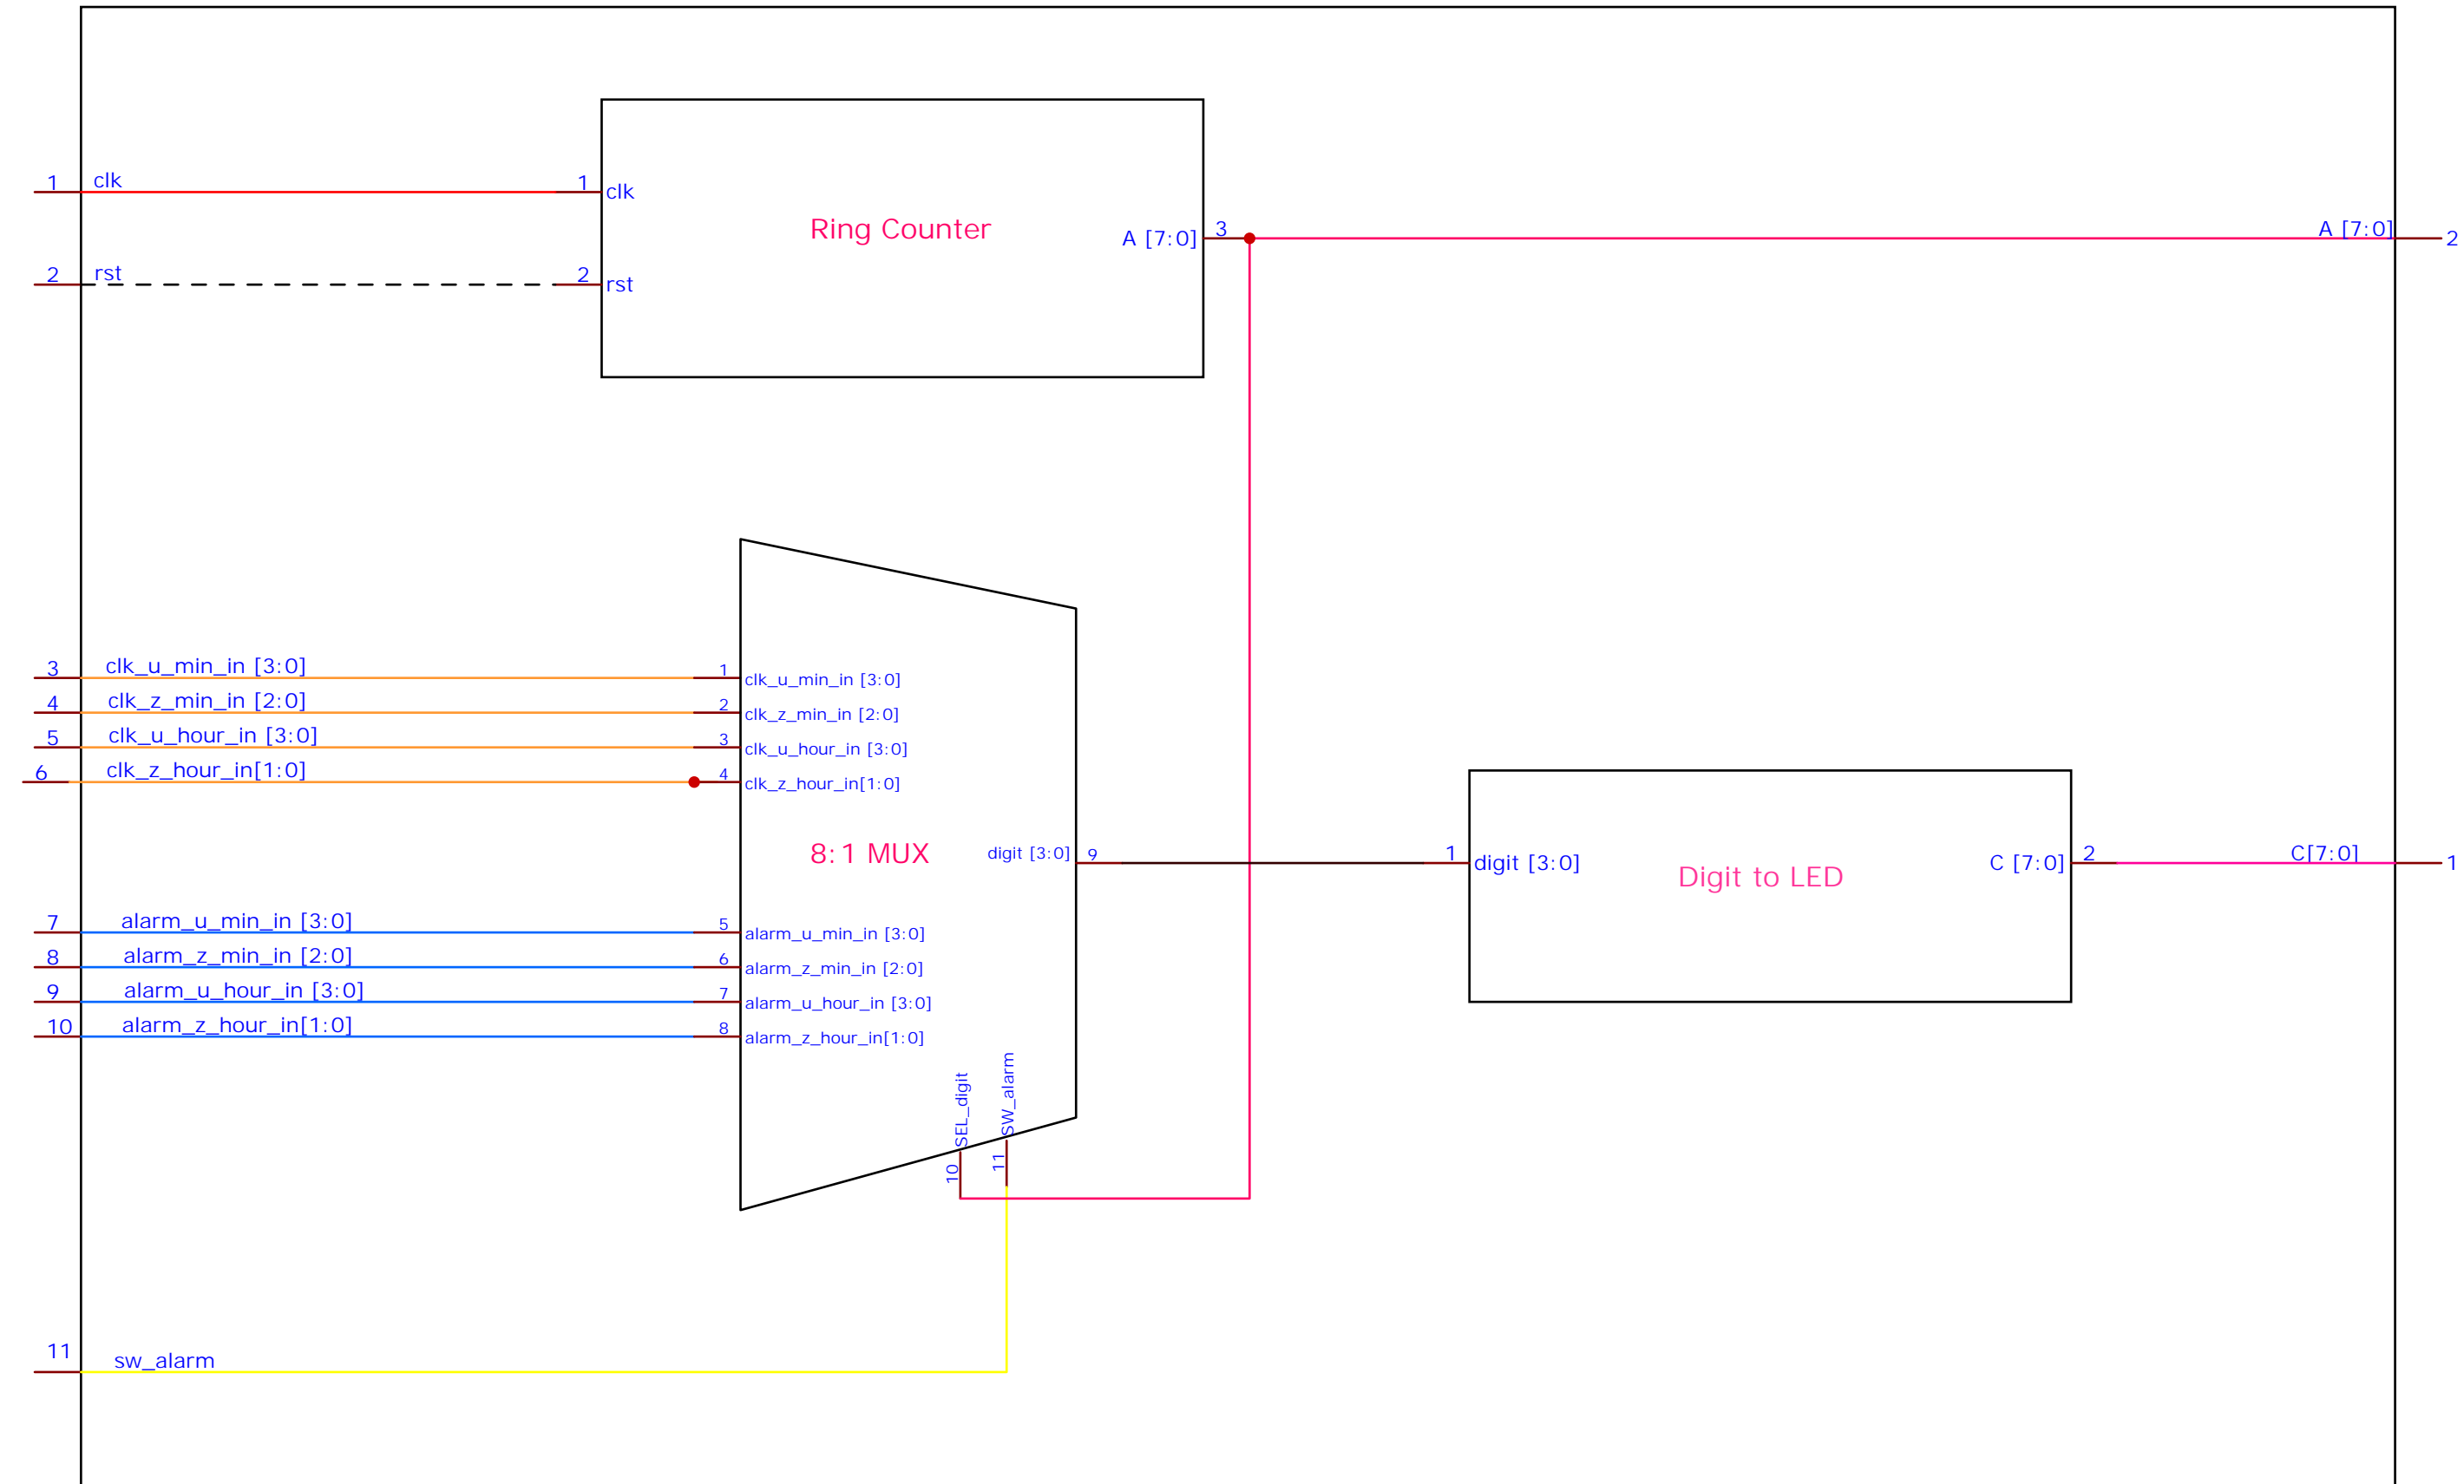 1 clk 1 clk
Ring Counter
A [7:0] 3 A [7:0] 2
2 rst 2 rst
3 clk_u_min_in [3:0] 1 clk_u_min_in [3:0]
4 clk_z_min_in [2:0] 2 clk_z_min_in [2:0]
5 clk_u_hour_in [3:0] 3 clk_u_hour_in [3:0]
6 clk_z_hour_in[1:0] 4 clk_z_hour_in[1:0]
8:1 MUX
digit [3:0] 9
1 digit [3:0]
Digit to LED
C [7:0] 2 C[7:0] 1
7 alarm_u_min_in [3:0] 5 alarm_u_min_in [3:0]
8 alarm_z_min_in [2:0] 6 alarm_z_min_in [2:0]
9 alarm_u_hour_in [3:0] 7 alarm_u_hour_in [3:0]
10 alarm_z_hour_in[1:0] 8 alarm_z_hour_in[1:0]
10 SEL_digit
11 SW_alarm
11 sw_alarm